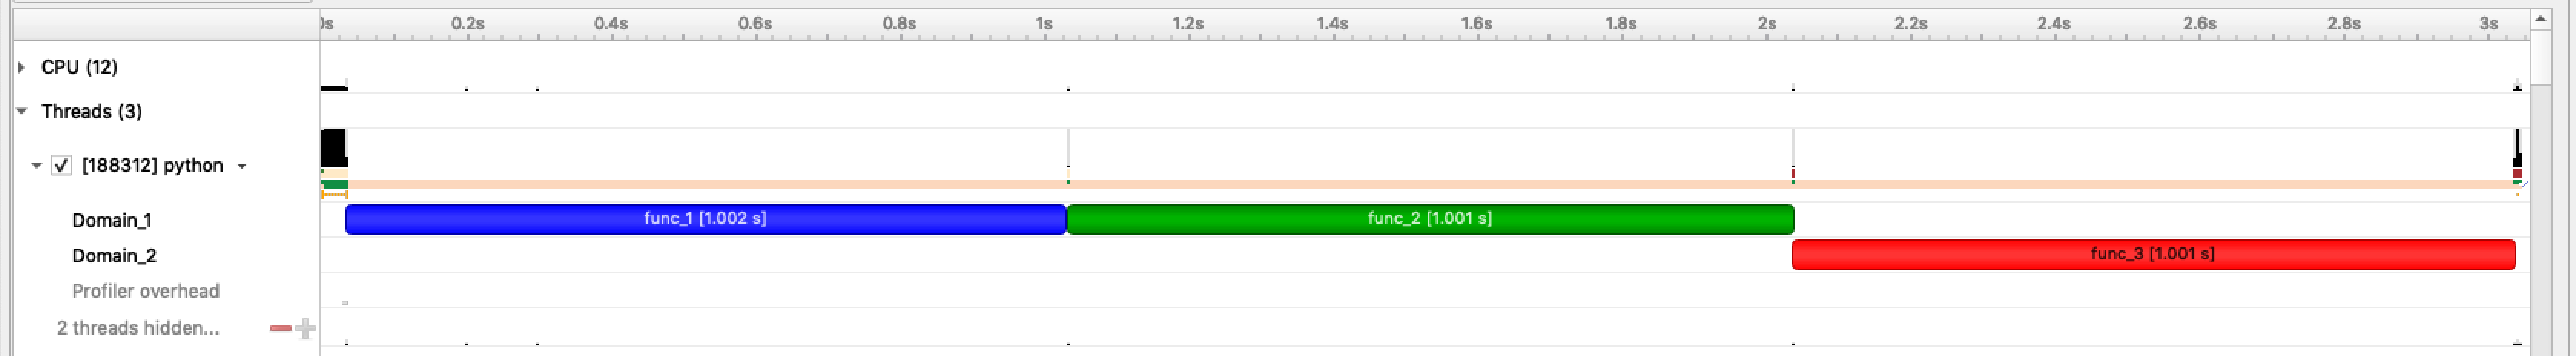 0s 0.2s 0.4s 0.6s 0.8s 1s 1.2s 1.4s 1.6s 1.8s 2s 2.2s 2.4s 2.6s 2.8s 3s
CPU (12)
Threads (3)
[188312] python
Domain_1 func_1 [1.002 s] func_2 [1.001 s]
Domain_2 func_3 [1.001 s]
Profiler overhead
2 threads hidden...